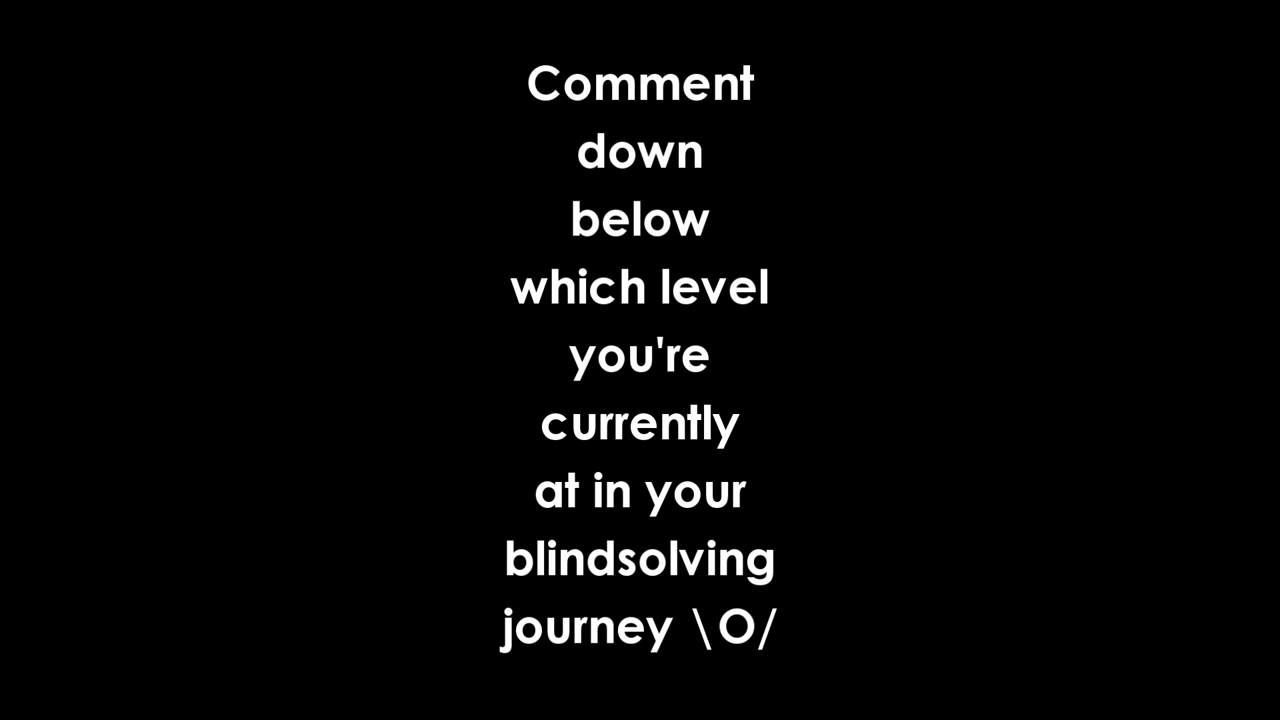 Comment
down
below
which level
you're
currently
at in your
blindsolving
journey \O/